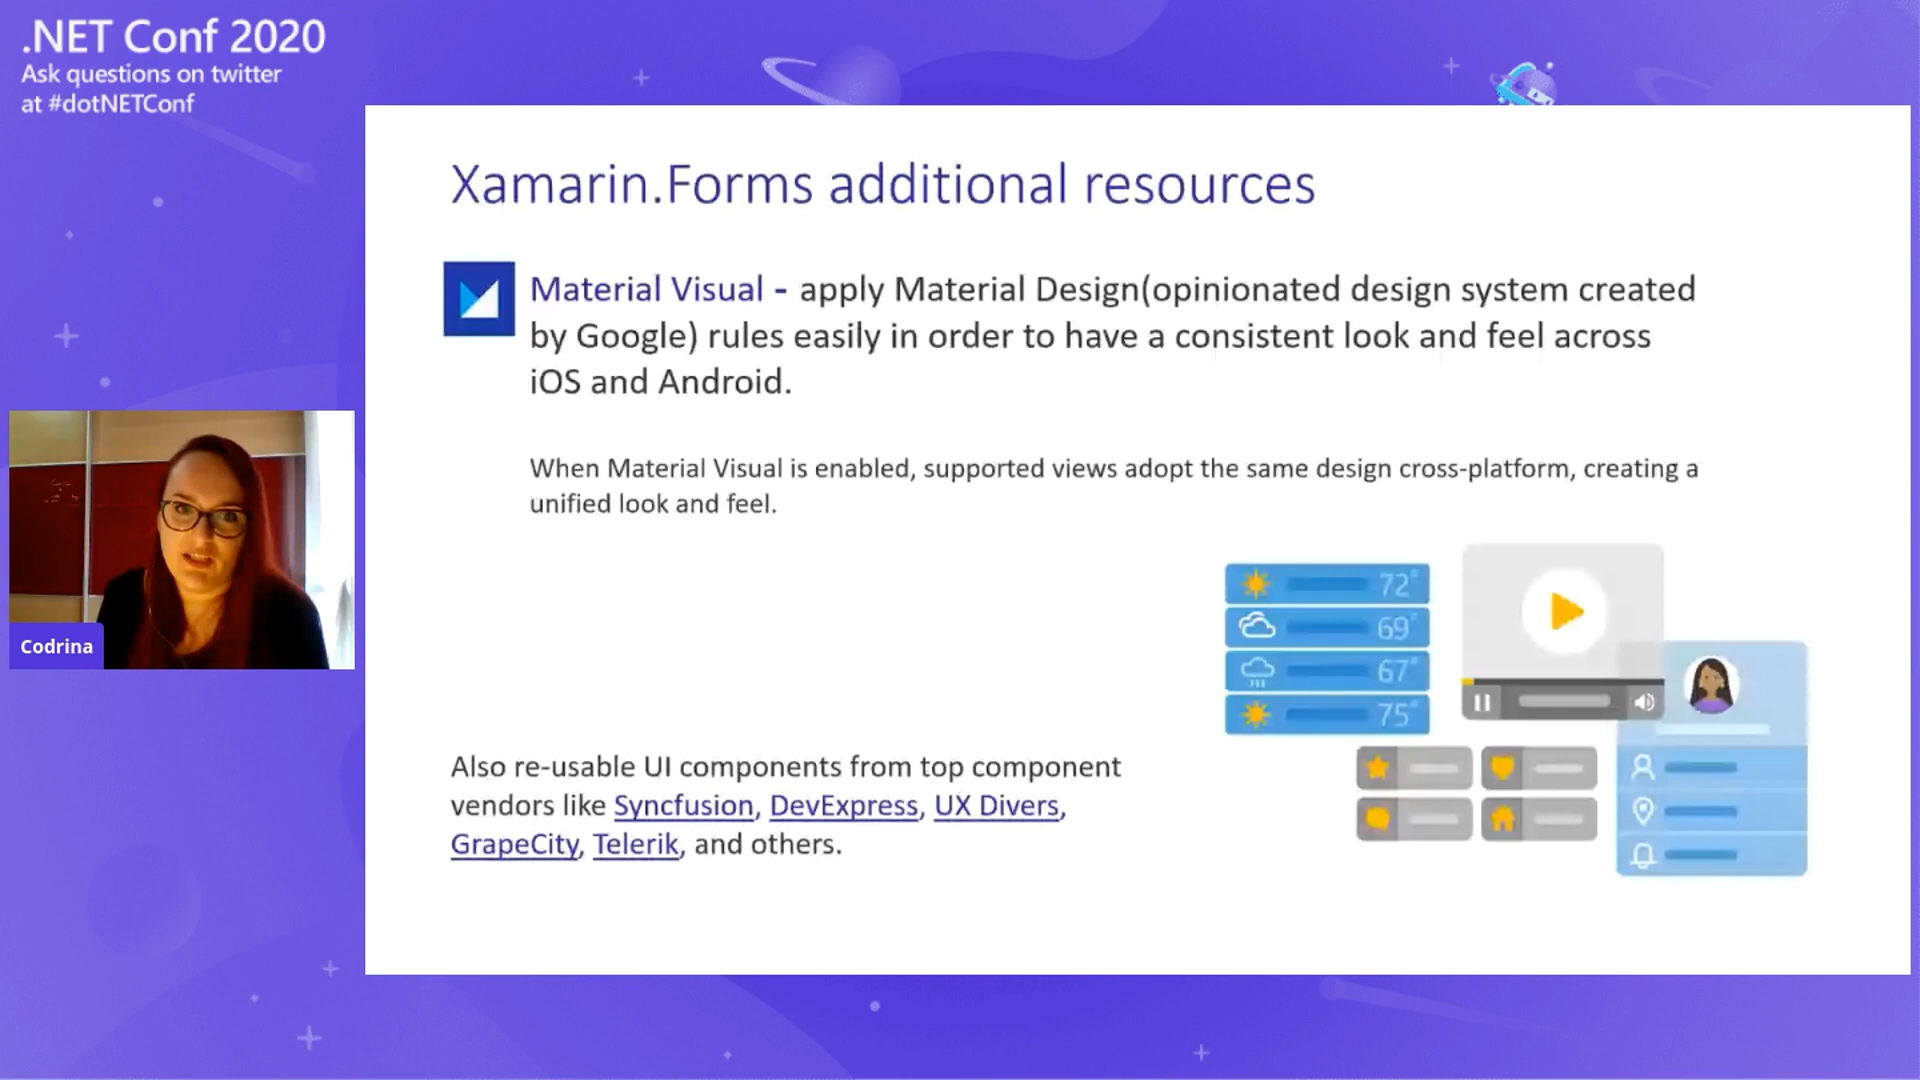 .NET Conf 2020
Ask questions on twitter
at #dotNETConf
Xamarin.Forms additional resources
Material Visual - apply Material Design(opinionated design system created
by Google) rules easily in order to have a consistent look and feel across
iOS and Android.
When Material Visual is enabled, supported views adopt the same design cross-platform, creating a
unified look and feel.
72°
69°
67°
75°
Codrina
Also re-usable UI components from top component
vendors like Syncfusion, DevExpress, UX Divers,
GrapeCity, Telerik, and others.